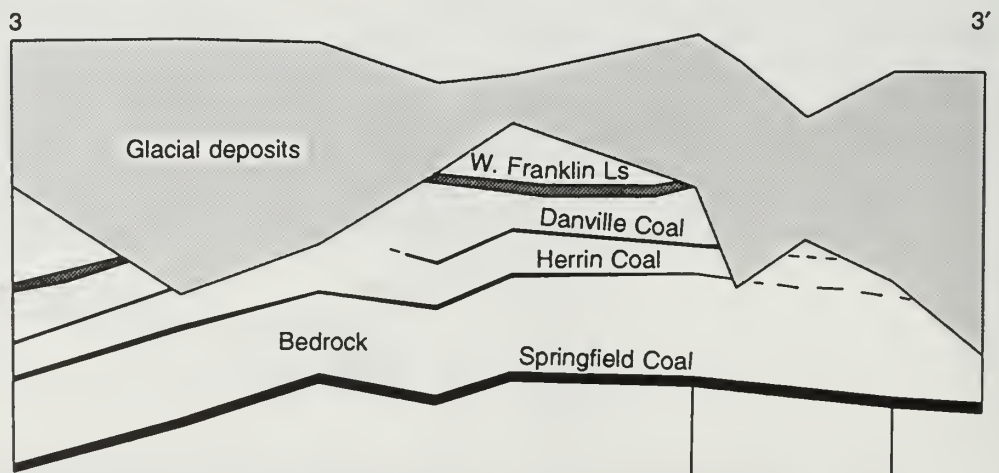 3
3′
Glacial deposits
W. Franklin Ls
Danville Coal
Herrin Coal
Bedrock
Springfield Coal